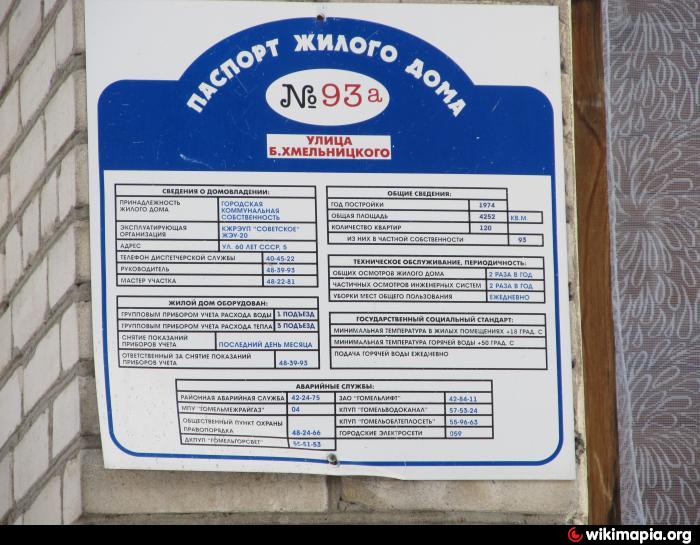 ПАСПОРТ ЖИЛОГО ДОМА
№ 93а
УЛИЦА
Б.ХМЕЛЬНИЦКОГО
СВЕДЕНИЯ О ДОМОВЛАДЕНИИ:
ПРИНАДЛЕЖНОСТЬ ЖИЛОГО ДОМА ГОРОДСКАЯ КОММУНАЛЬНАЯ СОБСТВЕННОСТЬ
ЭКСПЛУАТИРУЮЩАЯ ОРГАНИЗАЦИЯ КЖРЭУП "СОВЕТСКОЕ" ЖЭУ-20
АДРЕС УЛ. 60 ЛЕТ СССР, 5
ТЕЛЕФОН ДИСПЕТЧЕРСКОЙ СЛУЖБЫ 40-45-22
РУКОВОДИТЕЛЬ 48-39-93
МАСТЕР УЧАСТКА 48-22-81
ЖИЛОЙ ДОМ ОБОРУДОВАН:
ГРУППОВЫМ ПРИБОРОМ УЧЕТА РАСХОДА ВОДЫ 1 ПОДЪЕЗД
ГРУППОВЫМ ПРИБОРОМ УЧЕТА РАСХОДА ТЕПЛА 3 ПОДЪЕЗД
СНЯТИЕ ПОКАЗАНИЙ ПРИБОРОВ УЧЕТА ПОСЛЕДНИЙ ДЕНЬ МЕСЯЦА
ОТВЕТСТВЕННЫЙ ЗА СНЯТИЕ ПОКАЗАНИЙ ПРИБОРОВ УЧЕТА 48-39-93
ОБЩИЕ СВЕДЕНИЯ:
ГОД ПОСТРОЙКИ 1974
ОБЩАЯ ПЛОЩАДЬ 4252 КВ.М.
КОЛИЧЕСТВО КВАРТИР 120
ИЗ НИХ В ЧАСТНОЙ СОБСТВЕННОСТИ 93
ТЕХНИЧЕСКОЕ ОБСЛУЖИВАНИЕ, ПЕРИОДИЧНОСТЬ:
ОБЩИХ ОСМОТРОВ ЖИЛОГО ДОМА 2 РАЗА В ГОД
ЧАСТИЧНЫХ ОСМОТРОВ ИНЖЕНЕРНЫХ СИСТЕМ 2 РАЗА В ГОД
УБОРКИ МЕСТ ОБЩЕГО ПОЛЬЗОВАНИЯ ЕЖЕДНЕВНО
ГОСУДАРСТВЕННЫЙ СОЦИАЛЬНЫЙ СТАНДАРТ:
МИНИМАЛЬНАЯ ТЕМПЕРАТУРА В ЖИЛЫХ ПОМЕЩЕНИЯХ +18 ГРАД. С
МИНИМАЛЬНАЯ ТЕМПЕРАТУРА ГОРЯЧЕЙ ВОДЫ +50 ГРАД. С
ПОДАЧА ГОРЯЧЕЙ ВОДЫ ЕЖЕДНЕВНО
АВАРИЙНЫЕ СЛУЖБЫ:
РАЙОННАЯ АВАРИЙНАЯ СЛУЖБА 42-24-75
МПУ "ГОМЕЛЬМЕЖРАЙГАЗ" 04
ОБЩЕСТВЕННЫЙ ПУНКТ ОХРАНЫ ПРАВОПОРЯДКА 48-24-66
ДКПУП "ГОМЕЛЬГОРСВЕТ" 55-51-53
ЗАО "ГОМЕЛЬЛИФТ" 42-84-11
КПУП "ГОМЕЛЬВОДОКАНАЛ" 57-53-24
КПУП "ГОМЕЛЬОБЛТЕПЛОСЕТЬ" 55-96-63
ГОРОДСКИЕ ЭЛЕКТРОСЕТИ 059
wikimapia.org